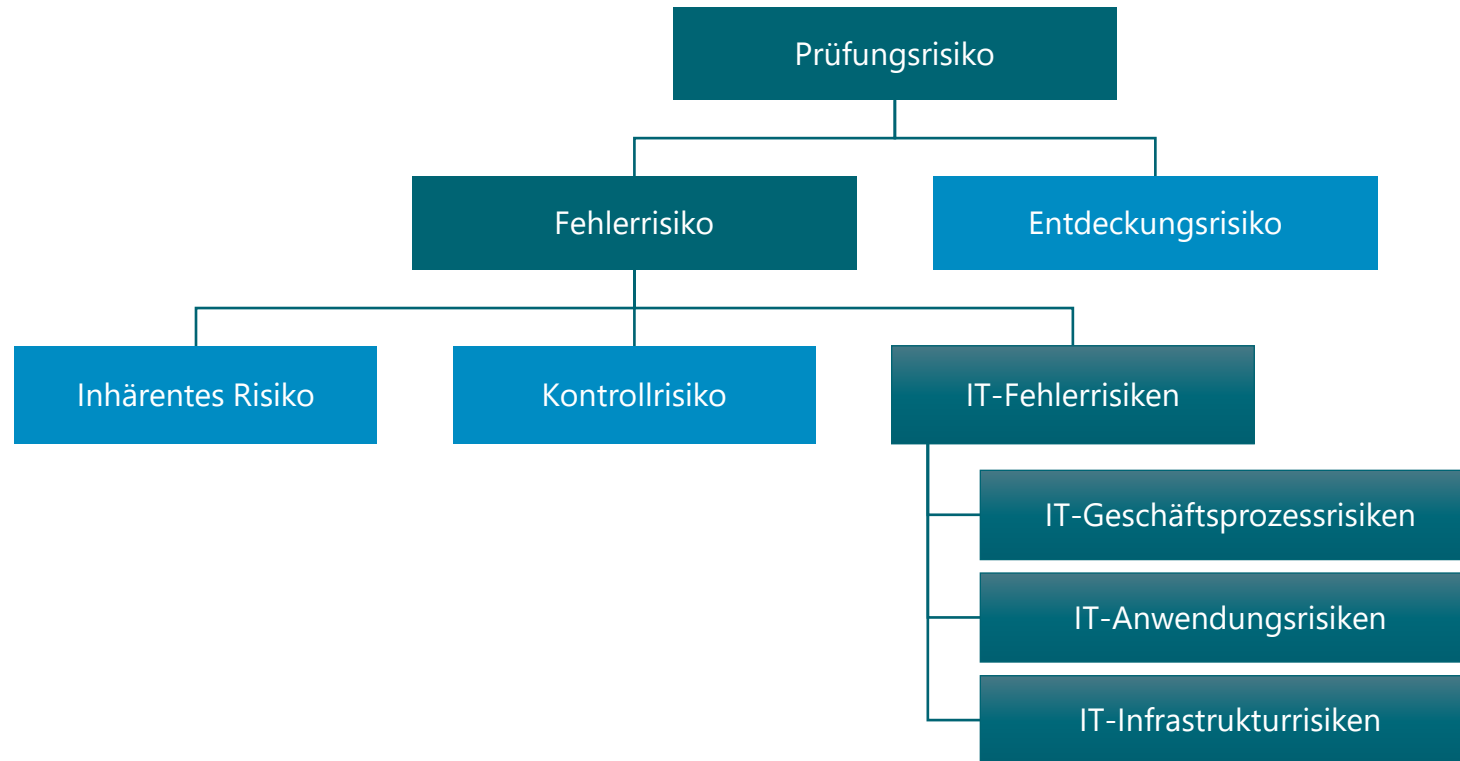 Prüfungsrisiko
Fehlerrisiko
Entdeckungsrisiko
Inhärentes Risiko
Kontrollrisiko
IT-Fehlerrisiken
IT-Geschäftsprozessrisiken
IT-Anwendungsrisiken
IT-Infrastrukturrisiken